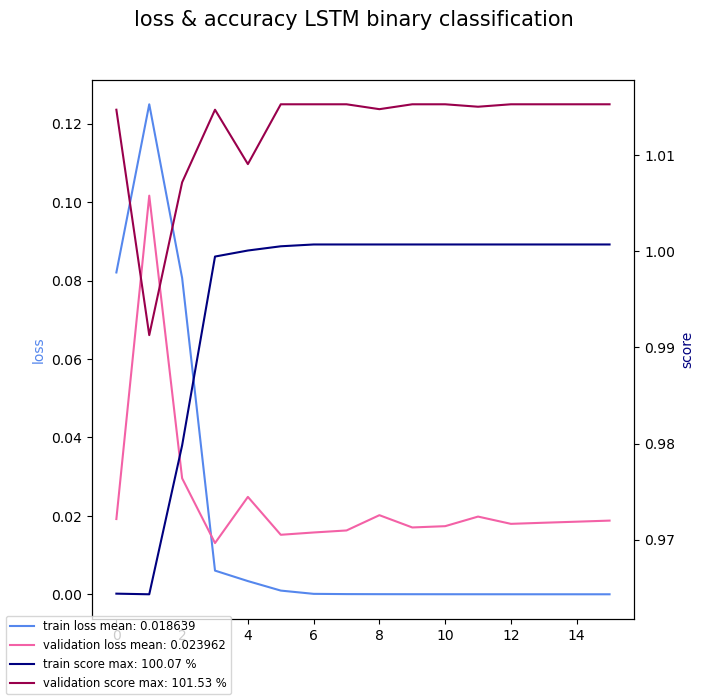 loss & accuracy LSTM binary classification
0.12
0.10
0.08
0.06
0.04
0.02
0.00
loss
1.01
1.00
0.99
0.98
0.97
score
0 2 4 6 8 10 12 14
train loss mean: 0.018639
validation loss mean: 0.023962
train score max: 100.07 %
validation score max: 101.53 %